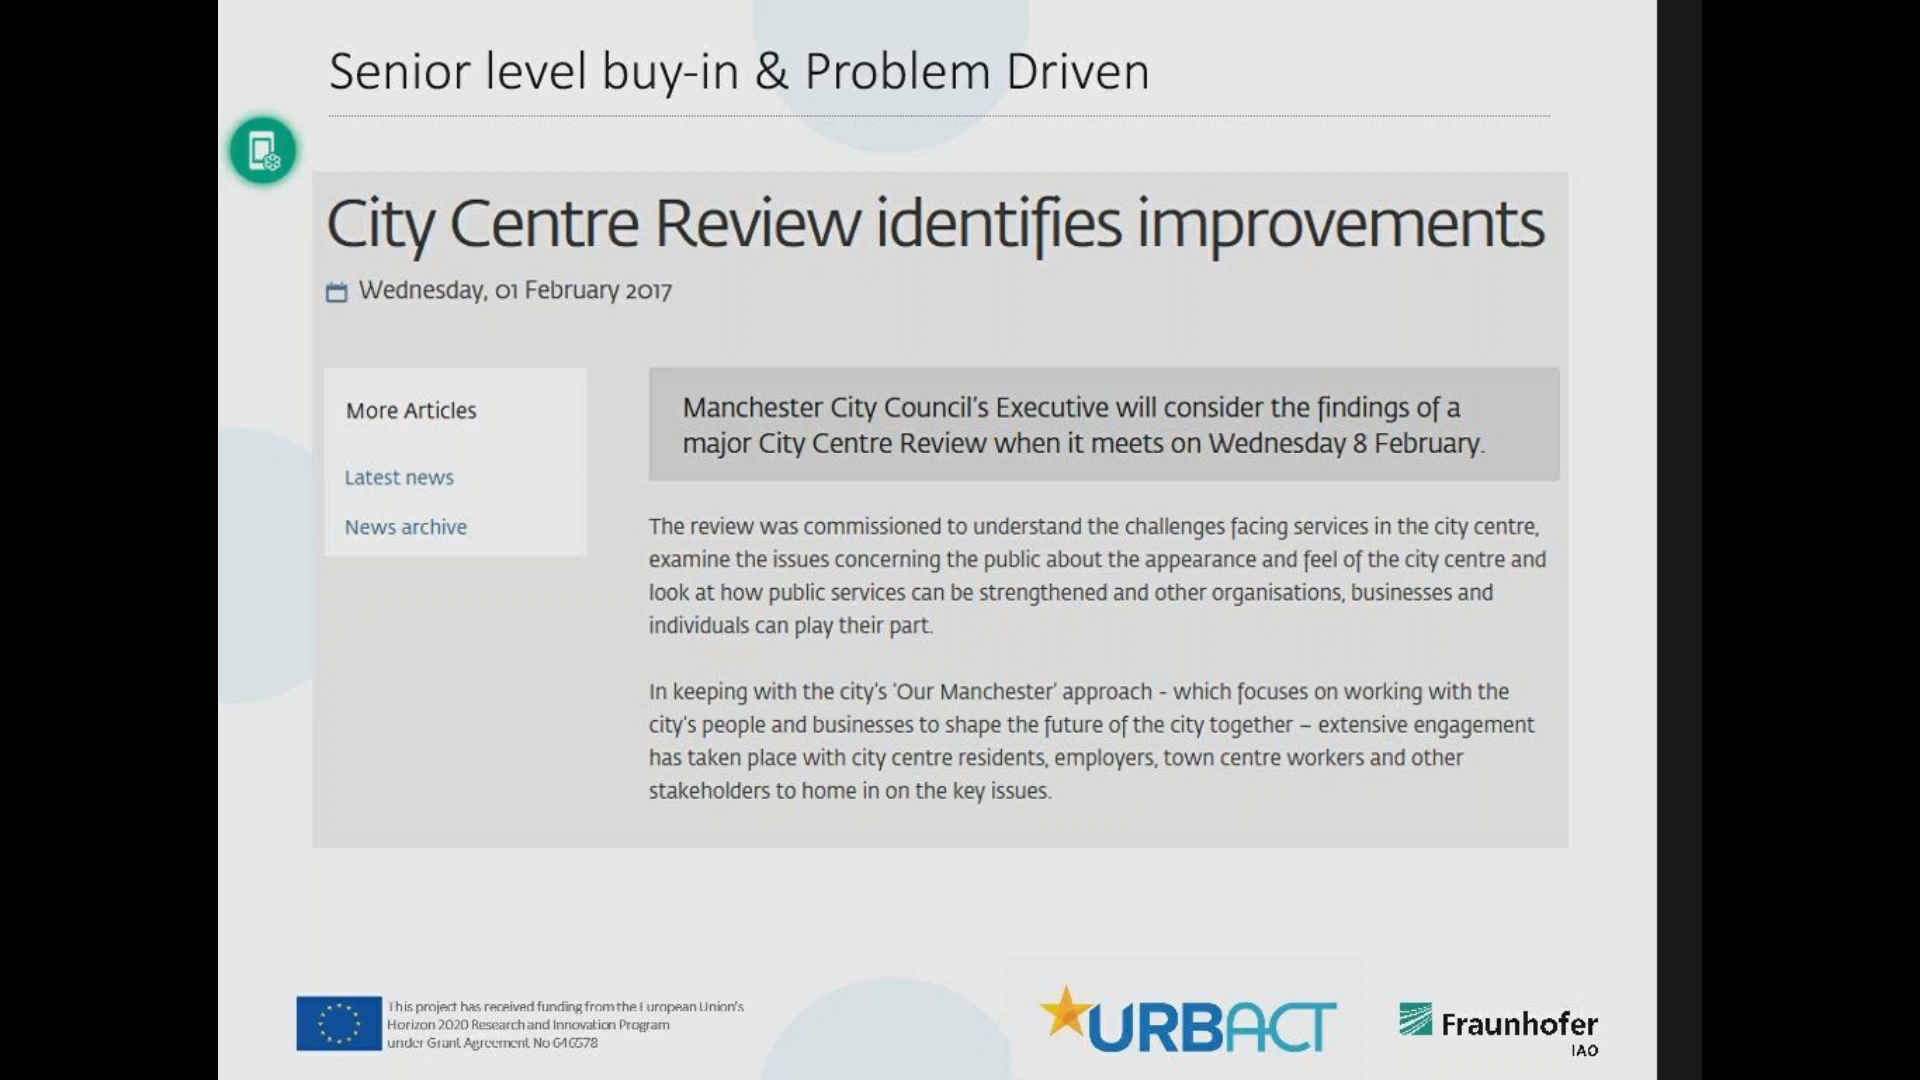 Senior level buy-in & Problem Driven
City Centre Review identifies improvements
Wednesday, 01 February 2017
More Articles
Latest news
News archive
Manchester City Council's Executive will consider the findings of a
major City Centre Review when it meets on Wednesday 8 February.
The review was commissioned to understand the challenges facing services in the city centre,
examine the issues concerning the public about the appearance and feel of the city centre and
look at how public services can be strengthened and other organisations, businesses and
individuals can play their part.
In keeping with the city's 'Our Manchester' approach - which focuses on working with the
city's people and businesses to shape the future of the city together – extensive engagement
has taken place with city centre residents, employers, town centre workers and other
stakeholders to home in on the key issues.
This project has received funding from the European Union's
Horizon 2020 Research and Innovation Program
under Grant Agreement No 646578
URBACT
Fraunhofer
IAO